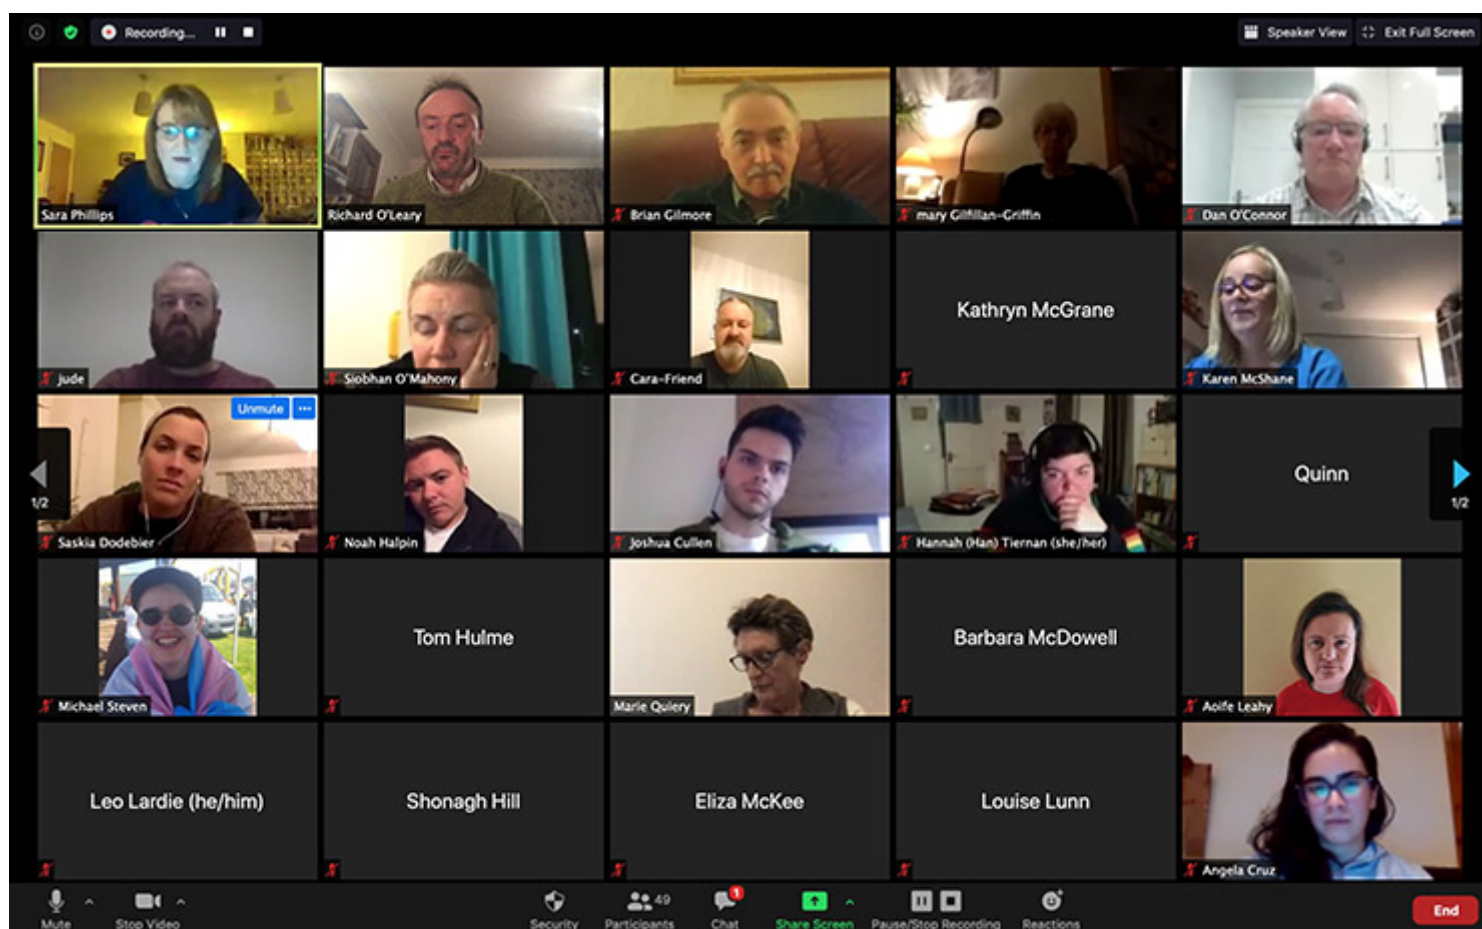 Recording...
Speaker View
Exit Full Screen
Sara Phillips
Richard O'Leary
Brian Gilmore
mary Gilfillan-Griffin
Dan O'Connor
jude
Siobhan O'Mahony
Cara-Friend
Kathryn McGrane
Karen McShane
Unmute
1/2
Saskia Dodebier
Noah Halpin
Joshua Cullen
Hannah (Han) Tiernan (she/her)
Quinn
1/2
Michael Steven
Tom Hulme
Marie Quiery
Barbara McDowell
Aoife Leahy
Leo Lardie (he/him)
Shonagh Hill
Eliza McKee
Louise Lunn
Angela Cruz
Mute
Stop Video
Security
49
Participants
1
Chat
Share Screen
Pause/Stop Recording
Reactions
End